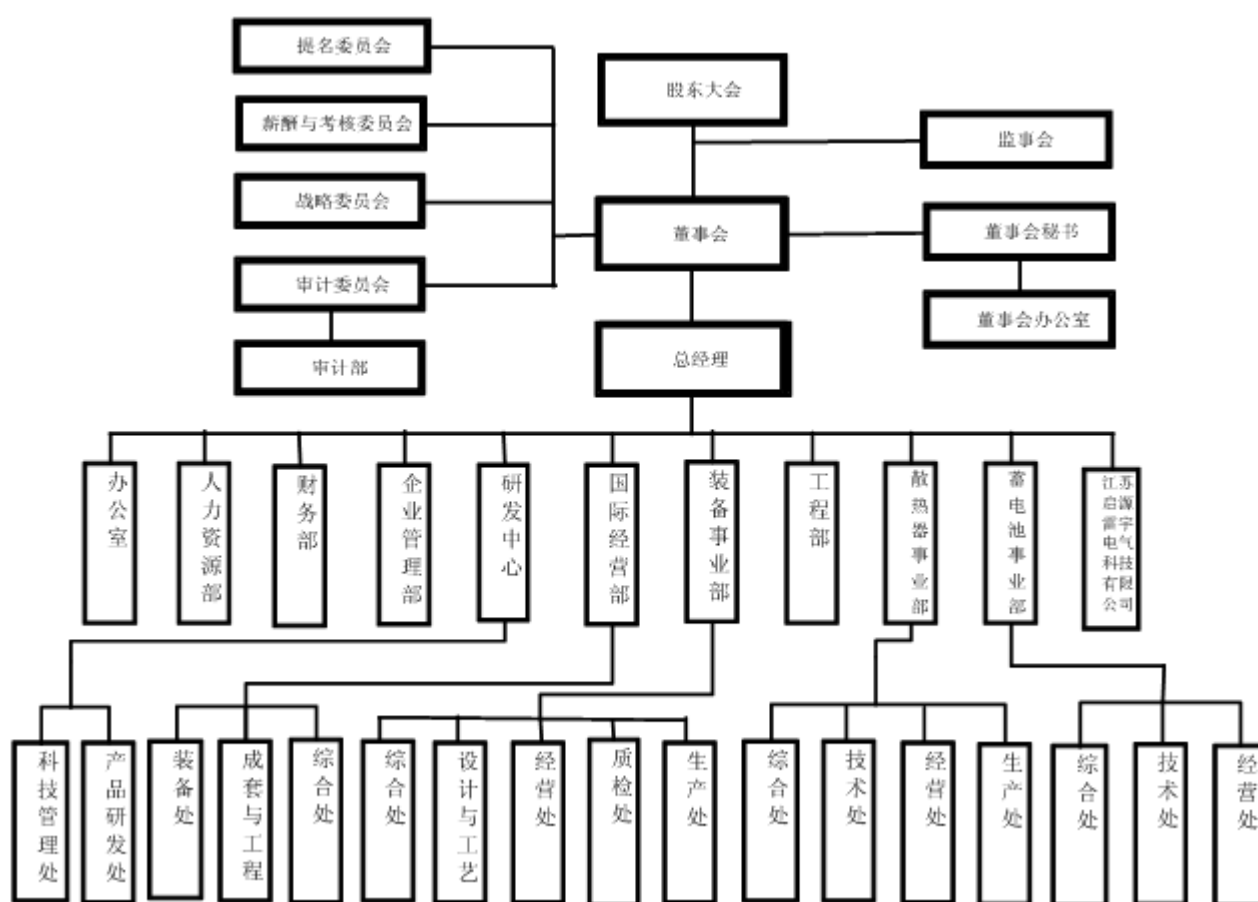 提名委员会
股东大会
薪酬与考核委员会
监事会
战略委员会
董事会
董事会秘书
审计委员会
董事会办公室
总经理
审计部
办公室
人力资源部
财务部
企业管理部
研发中心
国际经营部
装备事业部
工程部
散热器事业部
蓄电池事业部
江苏
启源
雷宇
电气
科技
有限
公司
科技管理处
产品研发处
装备处
成套与工程
综合处
综合处
设计与工艺
经营处
质检处
生产处
综合处
技术处
经营处
生产处
综合处
技术处
经营处